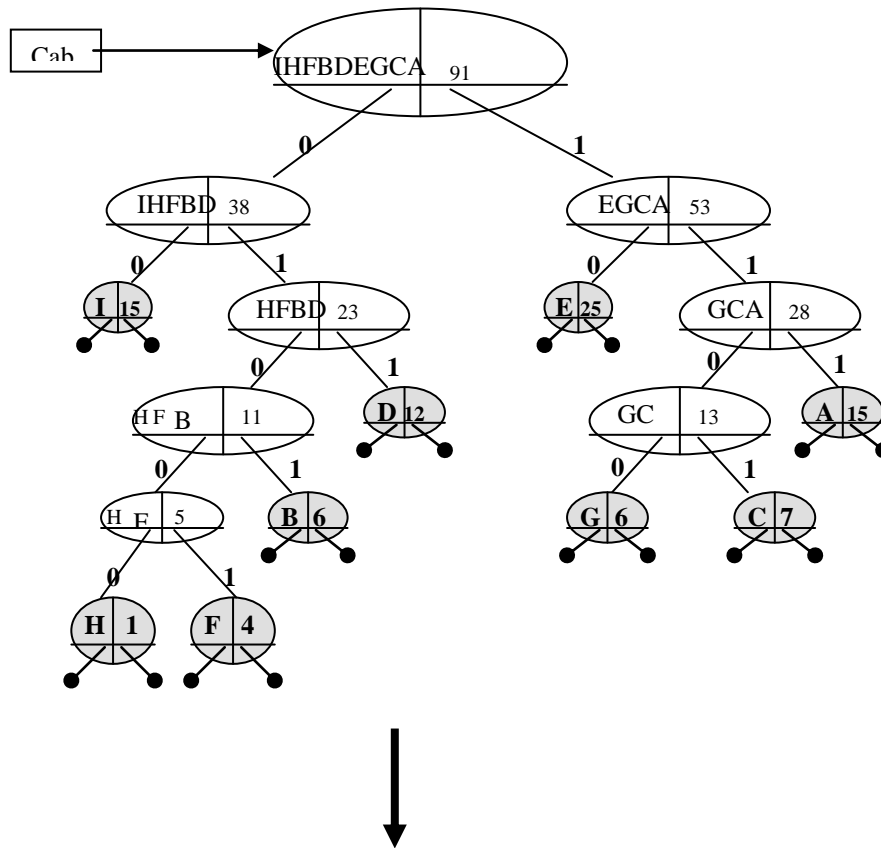 Cab
IHFBDEGCA 91
0 1
IHFBD 38 EGCA 53
0 1 0 1
I 15 HFBD 23 E 25 GCA 28
0 1 0 1
H F B 11 D 12 GC 13 A 15
0 1 0 1
H F 5 B 6 G 6 C 7
0 1
H 1 F 4